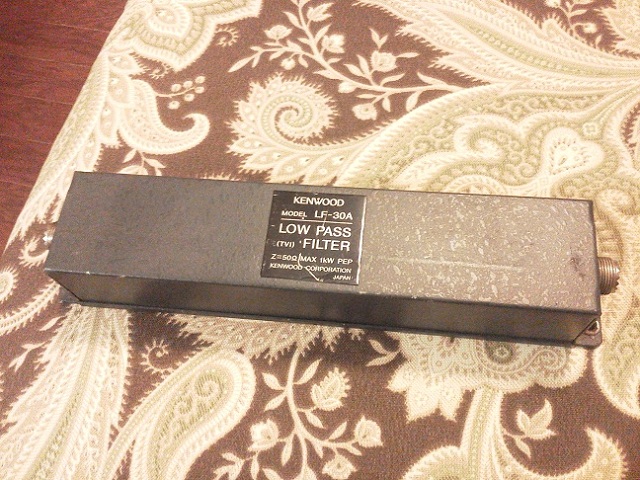 KENWOOD
MODEL LF-30A
LOW PASS
(TVI) FILTER
Z=50Ω MAX 1kW PEP
KENWOOD CORPORATION
JAPAN